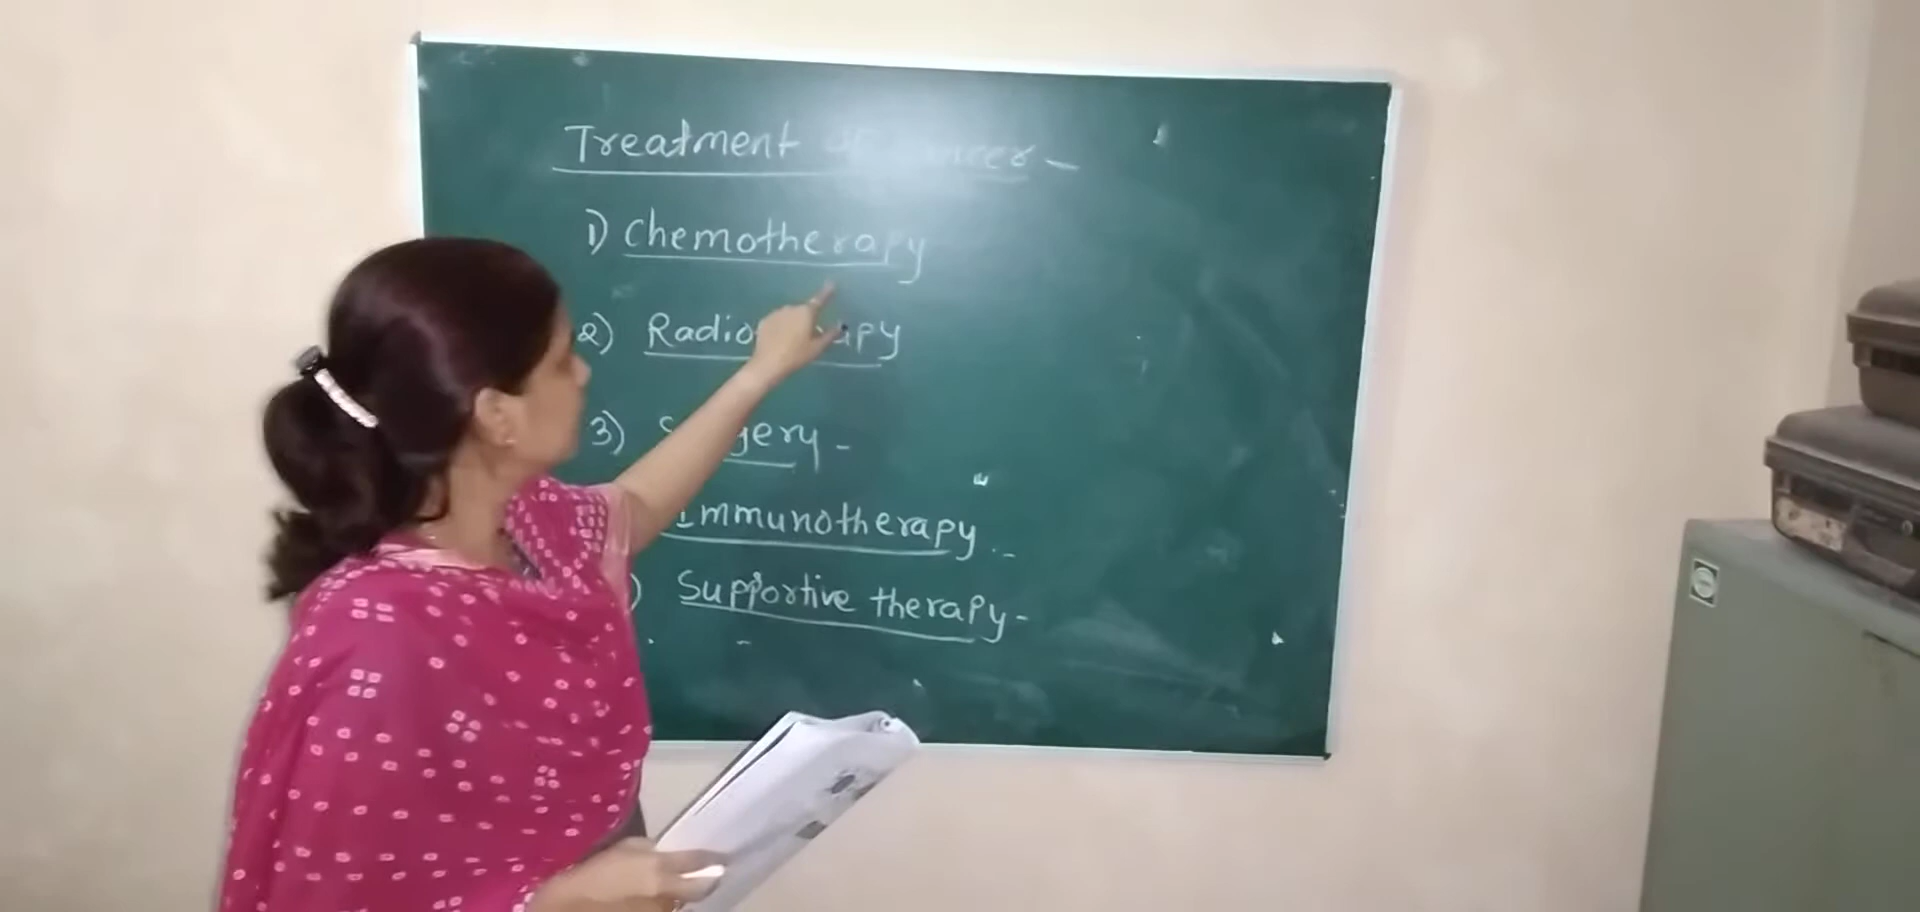 Treatment of cancer -
1) Chemotherapy
2) Radiotherapy
3) Surgery -
Immunotherapy -
Supportive therapy -